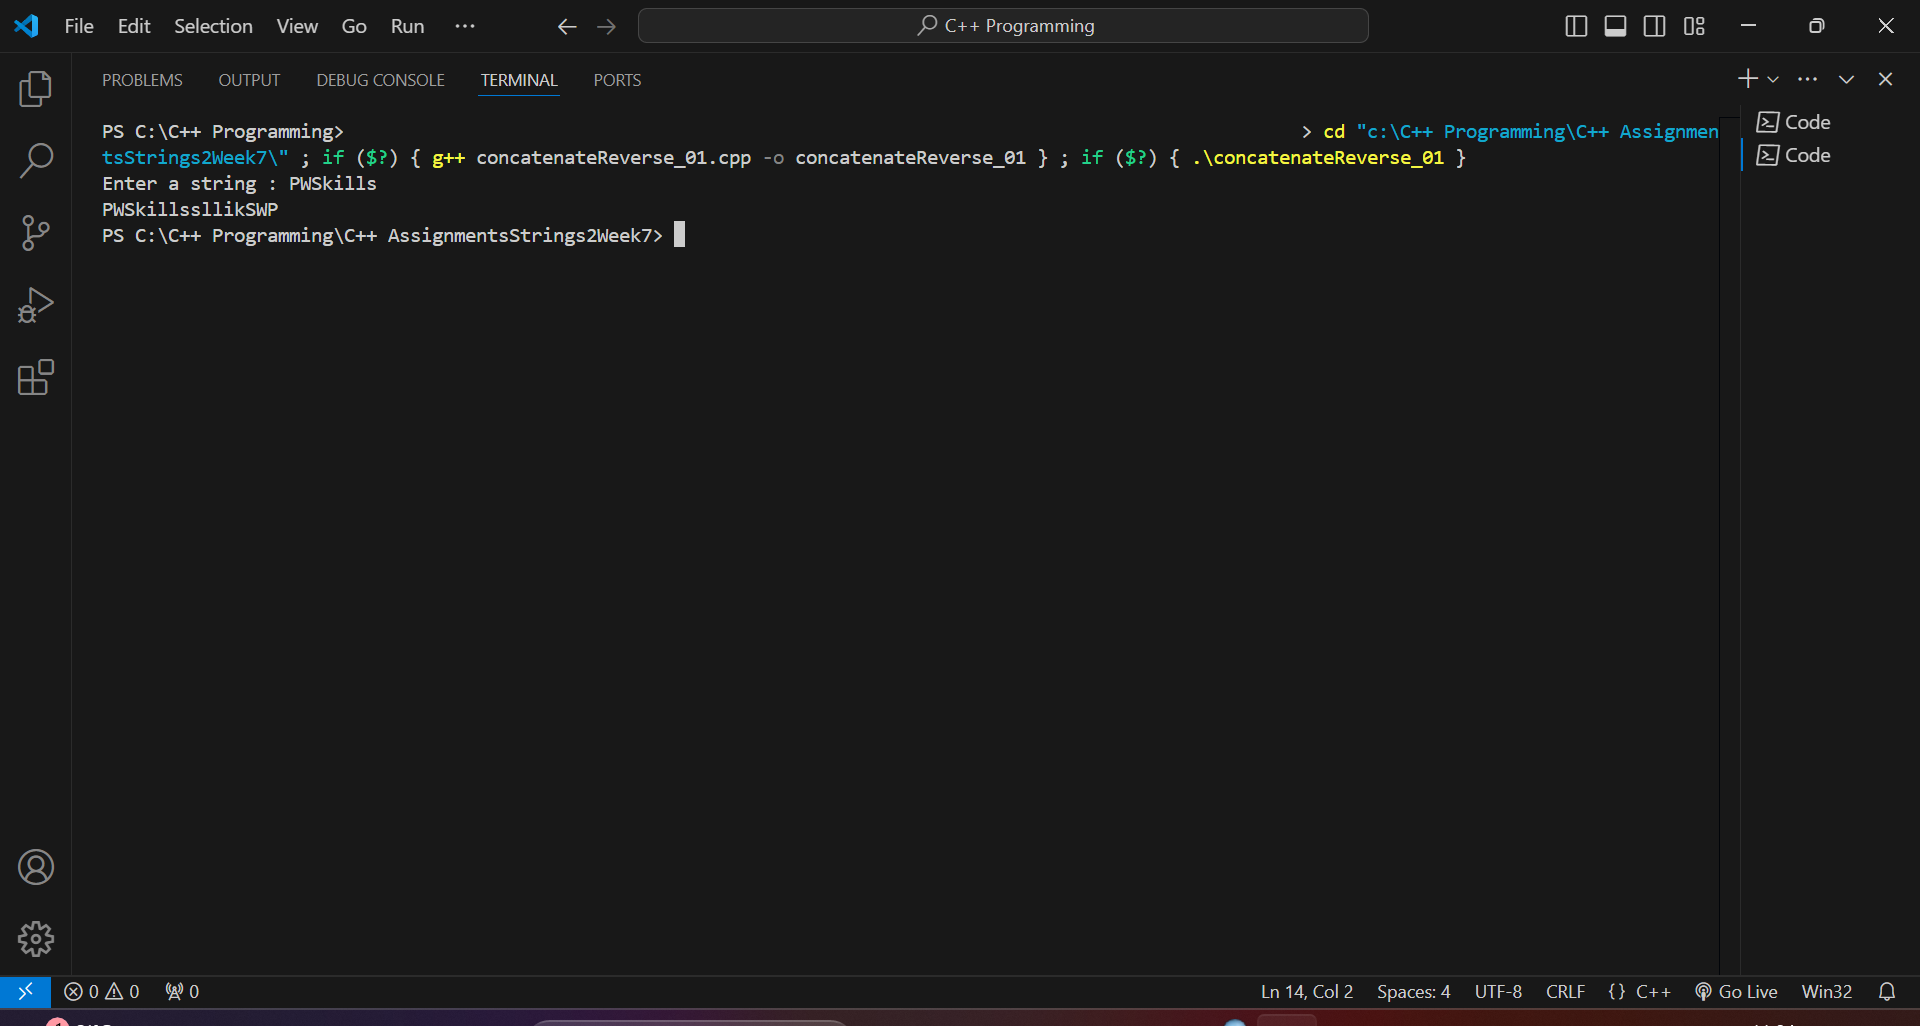 File Edit Selection View Go Run ··· C++ Programming
PROBLEMS OUTPUT DEBUG CONSOLE TERMINAL PORTS
PS C:\C++ Programming> > cd "c:\C++ Programming\C++ Assignmen
tsStrings2Week7\" ; if ($?) { g++ concatenateReverse_01.cpp -o concatenateReverse_01 } ; if ($?) { .\concatenateReverse_01 }
Enter a string : PWSkills
PWSkillssllikSWP
PS C:\C++ Programming\C++ AssignmentsStrings2Week7>
Code
Code
0 0 0 Ln 14, Col 2 Spaces: 4 UTF-8 CRLF {} C++ Go Live Win32